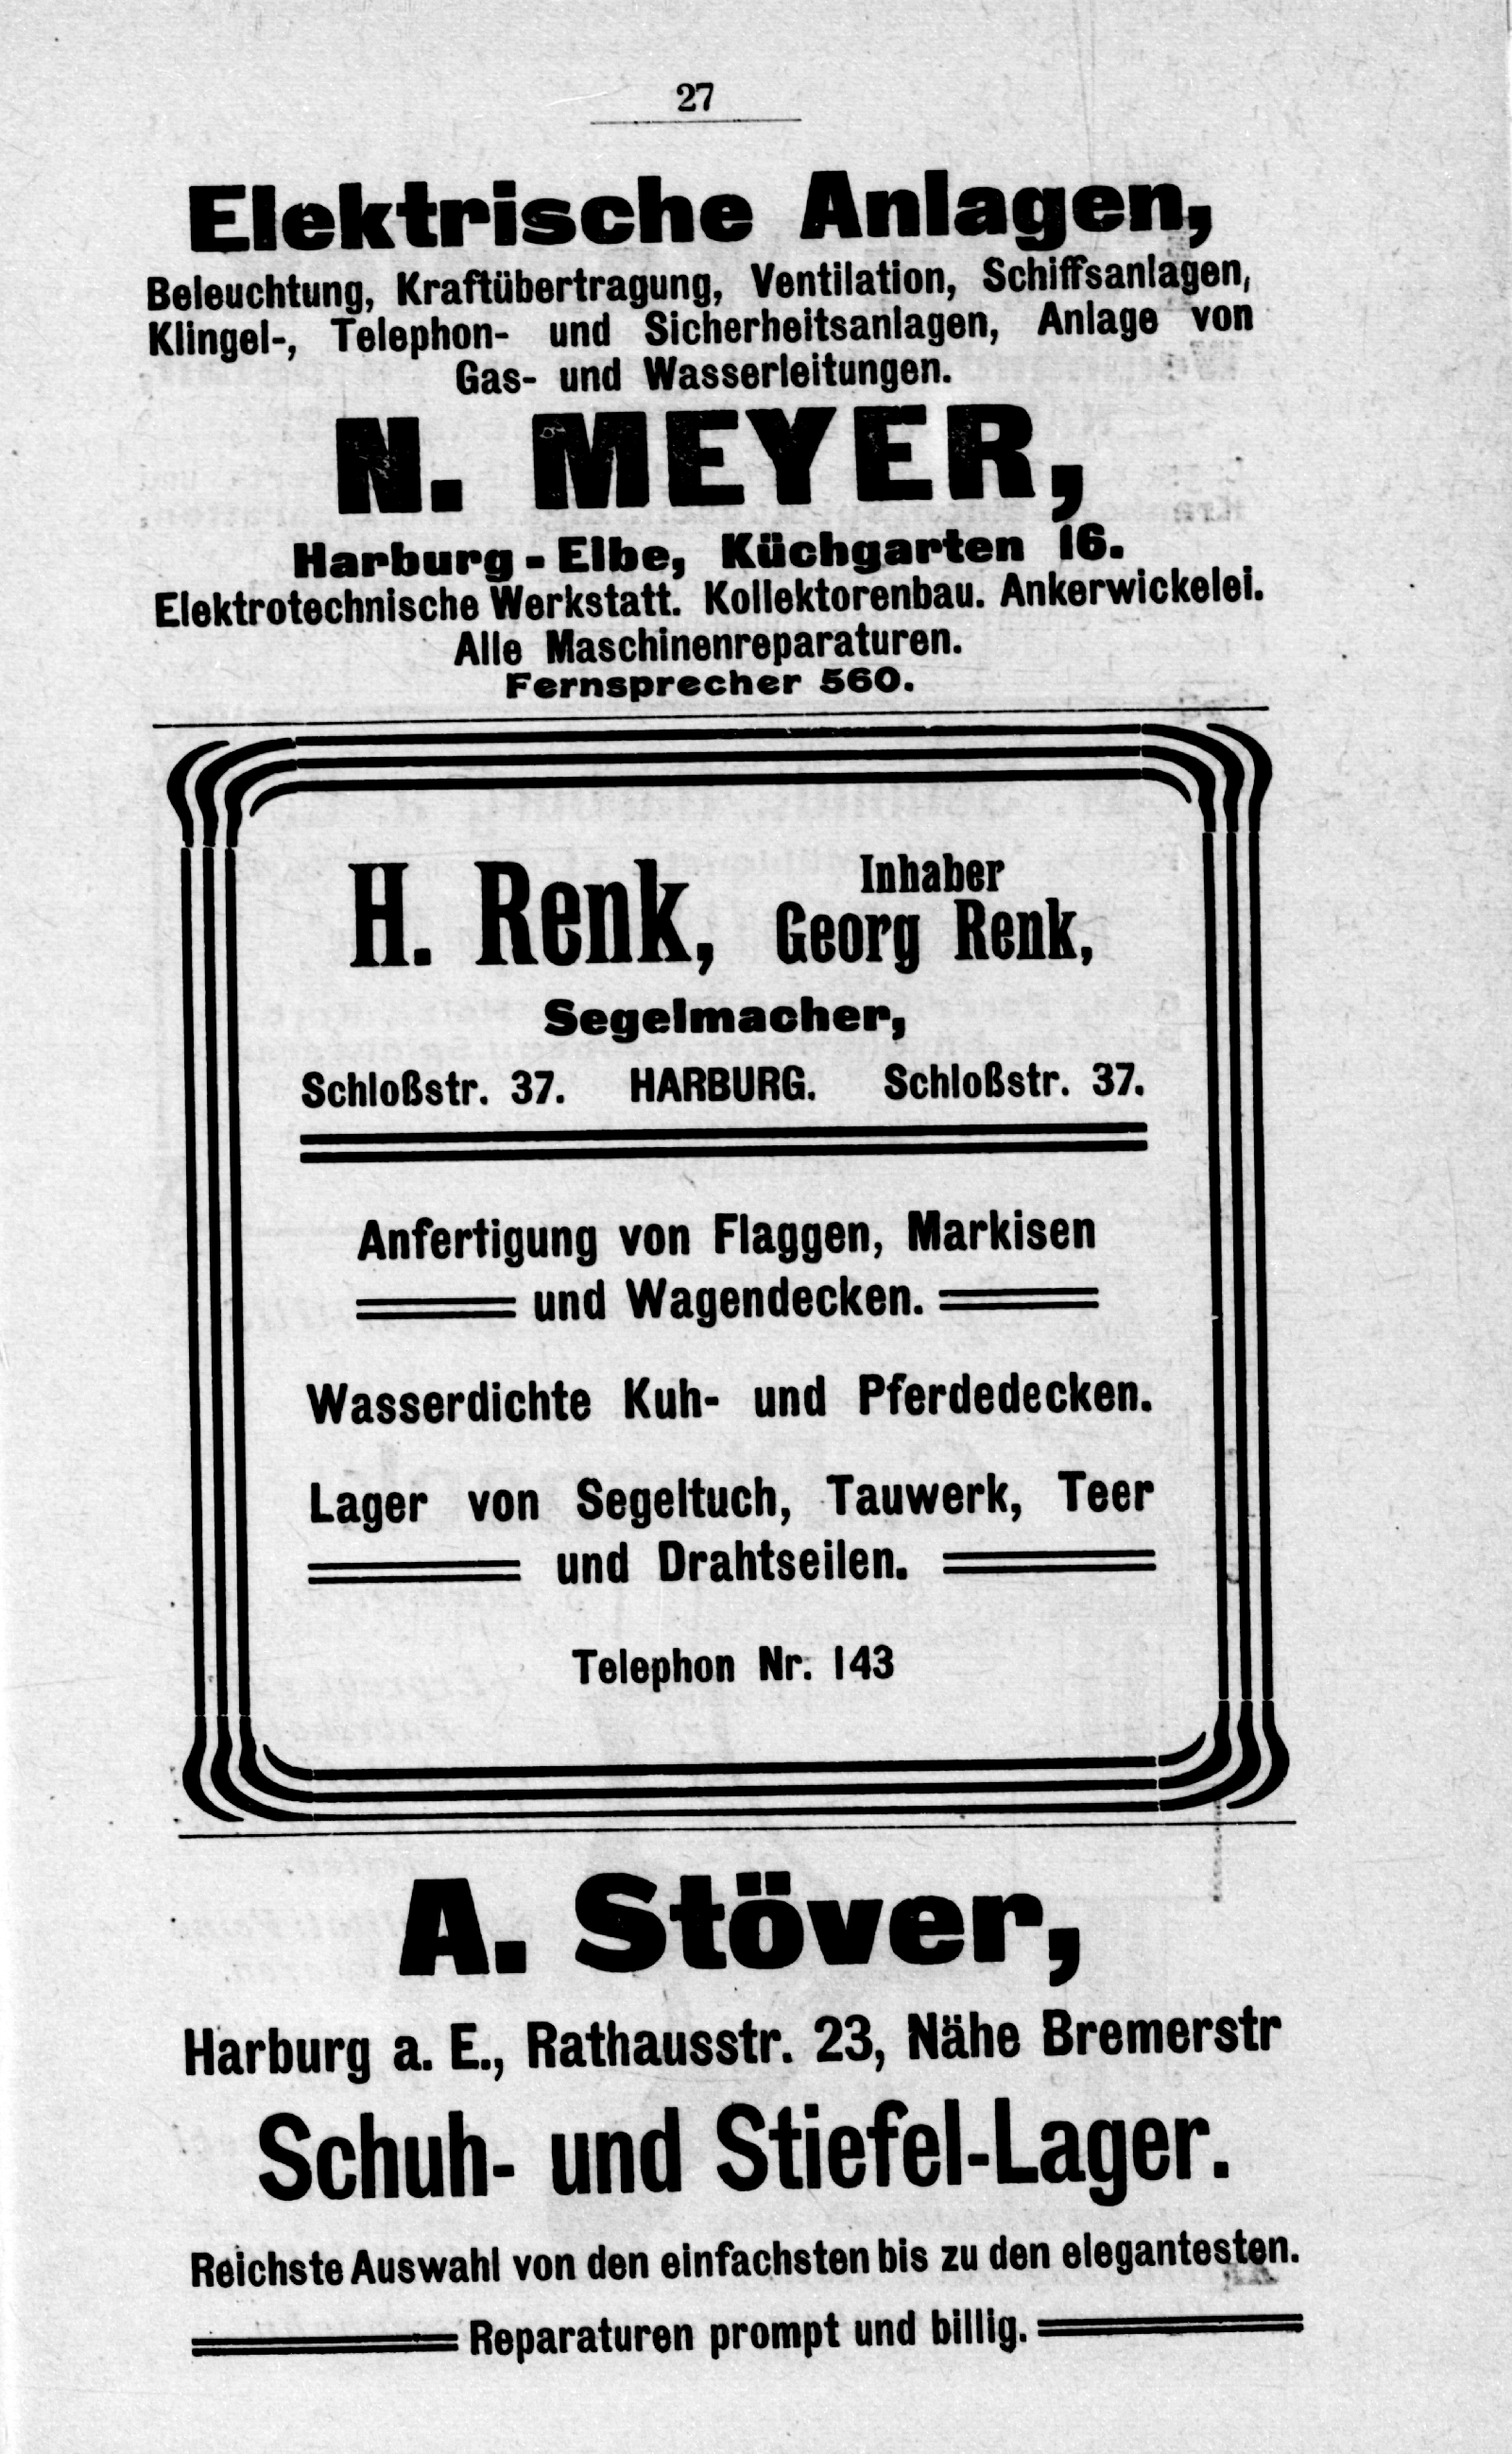 27
Elektrische Anlagen,
Beleuchtung, Kraftübertragung, Ventilation, Schiffsanlagen,
Klingel-, Telephon- und Sicherheitsanlagen, Anlage von
Gas- und Wasserleitungen.
N. MEYER,
Harburg - Elbe, Küchgarten 16.
Elektrotechnische Werkstatt. Kollektorenbau. Ankerwickelei.
Alle Maschinenreparaturen.
Fernsprecher 560.
H. Renk, Inhaber
Georg Renk,
Segelmacher,
Schloßstr. 37. HARBURG. Schloßstr. 37.
Anfertigung von Flaggen, Markisen
und Wagendecken.
Wasserdichte Kuh- und Pferdedecken.
Lager von Segeltuch, Tauwerk, Teer
und Drahtseilen.
Telephon Nr. 143
A. Stöver,
Harburg a. E., Rathausstr. 23, Nähe Bremerstr
Schuh- und Stiefel-Lager.
Reichste Auswahl von den einfachsten bis zu den elegantesten.
Reparaturen prompt und billig.